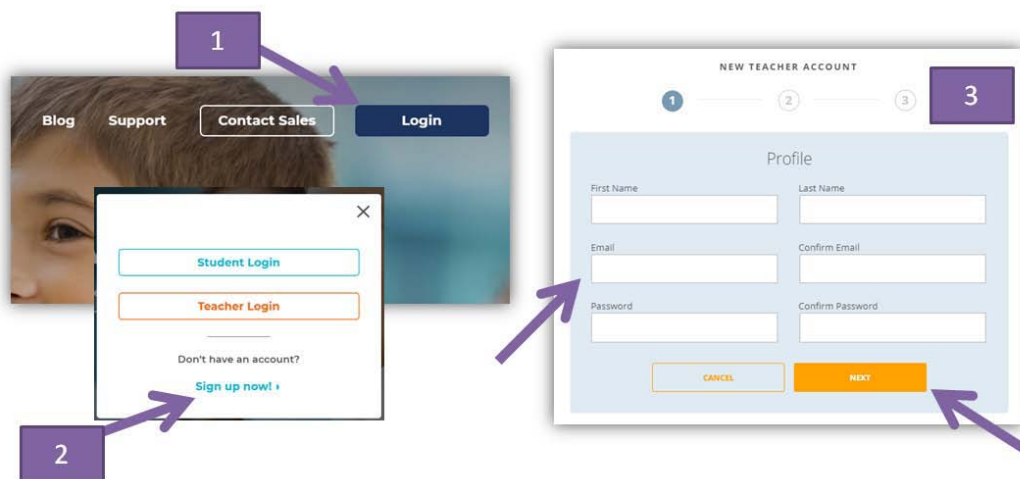 1
Blog Support Contact Sales Login
Student Login
Teacher Login
Don't have an account?
Sign up now! ›
2
NEW TEACHER ACCOUNT
1 2 3
3
Profile
First Name Last Name
Email Confirm Email
Password Confirm Password
CANCEL NEXT